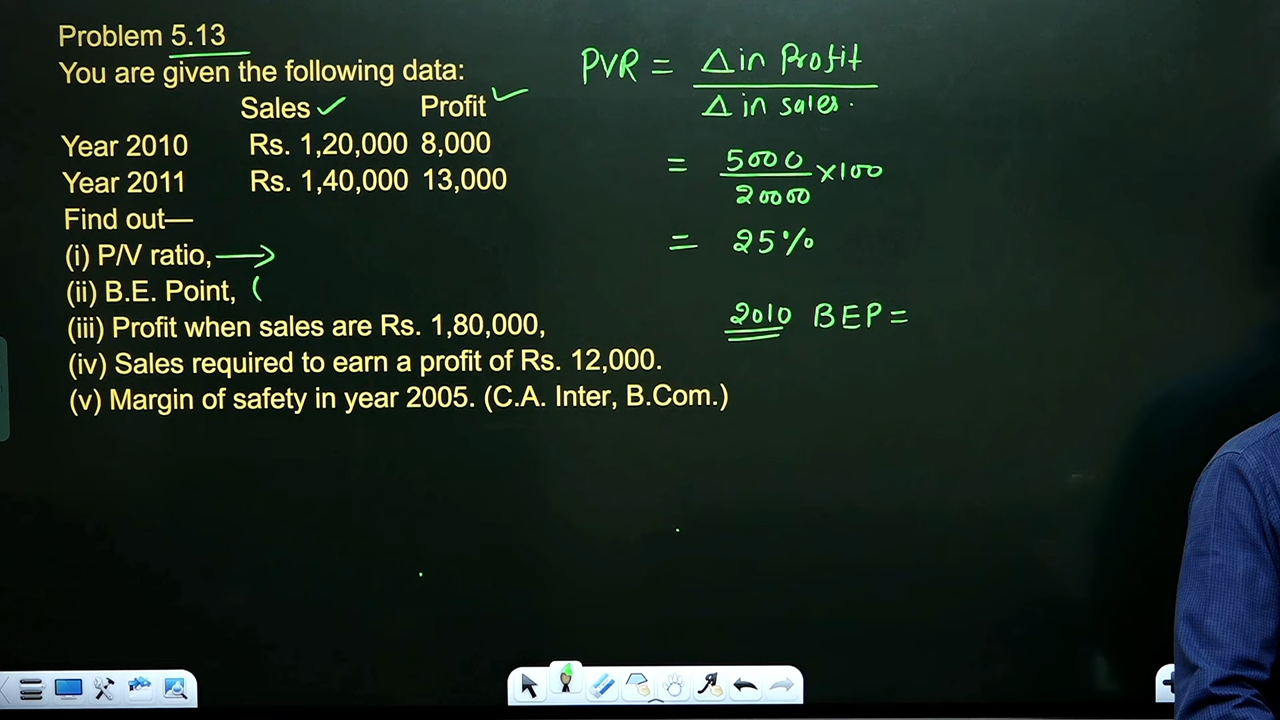 Problem 5.13
You are given the following data:
Sales Profit
Year 2010 Rs. 1,20,000 8,000
Year 2011 Rs. 1,40,000 13,000
Find out—
(i) P/V ratio,
(ii) B.E. Point, (
(iii) Profit when sales are Rs. 1,80,000,
(iv) Sales required to earn a profit of Rs. 12,000.
(v) Margin of safety in year 2005. (C.A. Inter, B.Com.)
PVR = Δ in Profit
Δ in sales.
= 5000
20000 ×100
= 25%
2010 BEP =